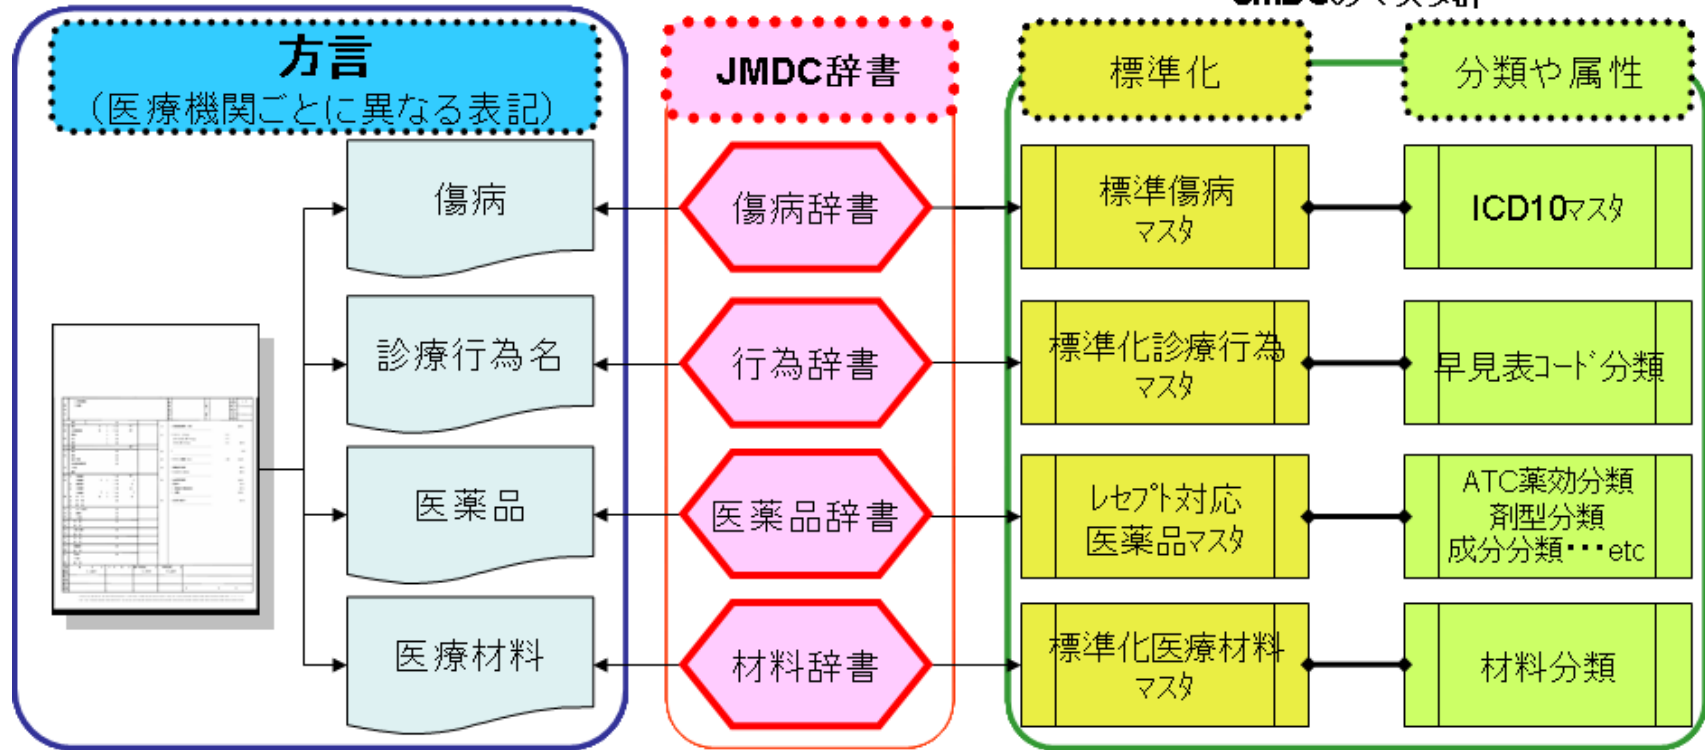 方言
（医療機関ごとに異なる表記）
JMDC辞書
標準化
分類や属性
傷病
傷病辞書
標準傷病
マスタ
ICD10マスタ
診療行為名
行為辞書
標準化診療行為
マスタ
早見表コード分類
医薬品
医薬品辞書
レセプト対応
医薬品マスタ
ATC薬効分類
剤型分類
成分分類・・・etc
医療材料
材料辞書
標準化医療材料
マスタ
材料分類